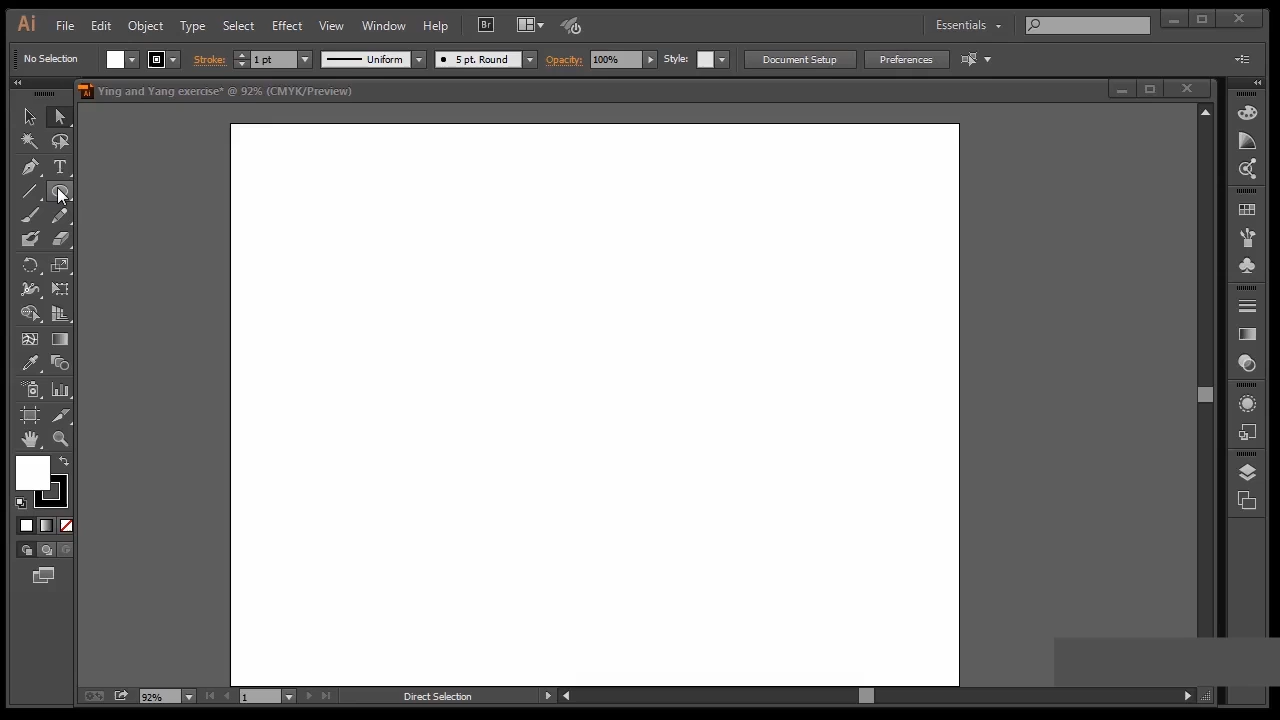 Ai File Edit Object Type Select Effect View Window Help Br Essentials
No Selection Stroke: 1 pt Uniform 5 pt. Round Opacity: 100% Style: Document Setup Preferences
Ai Ying and Yang exercise* @ 92% (CMYK/Preview)
T
92% 1 Direct Selection